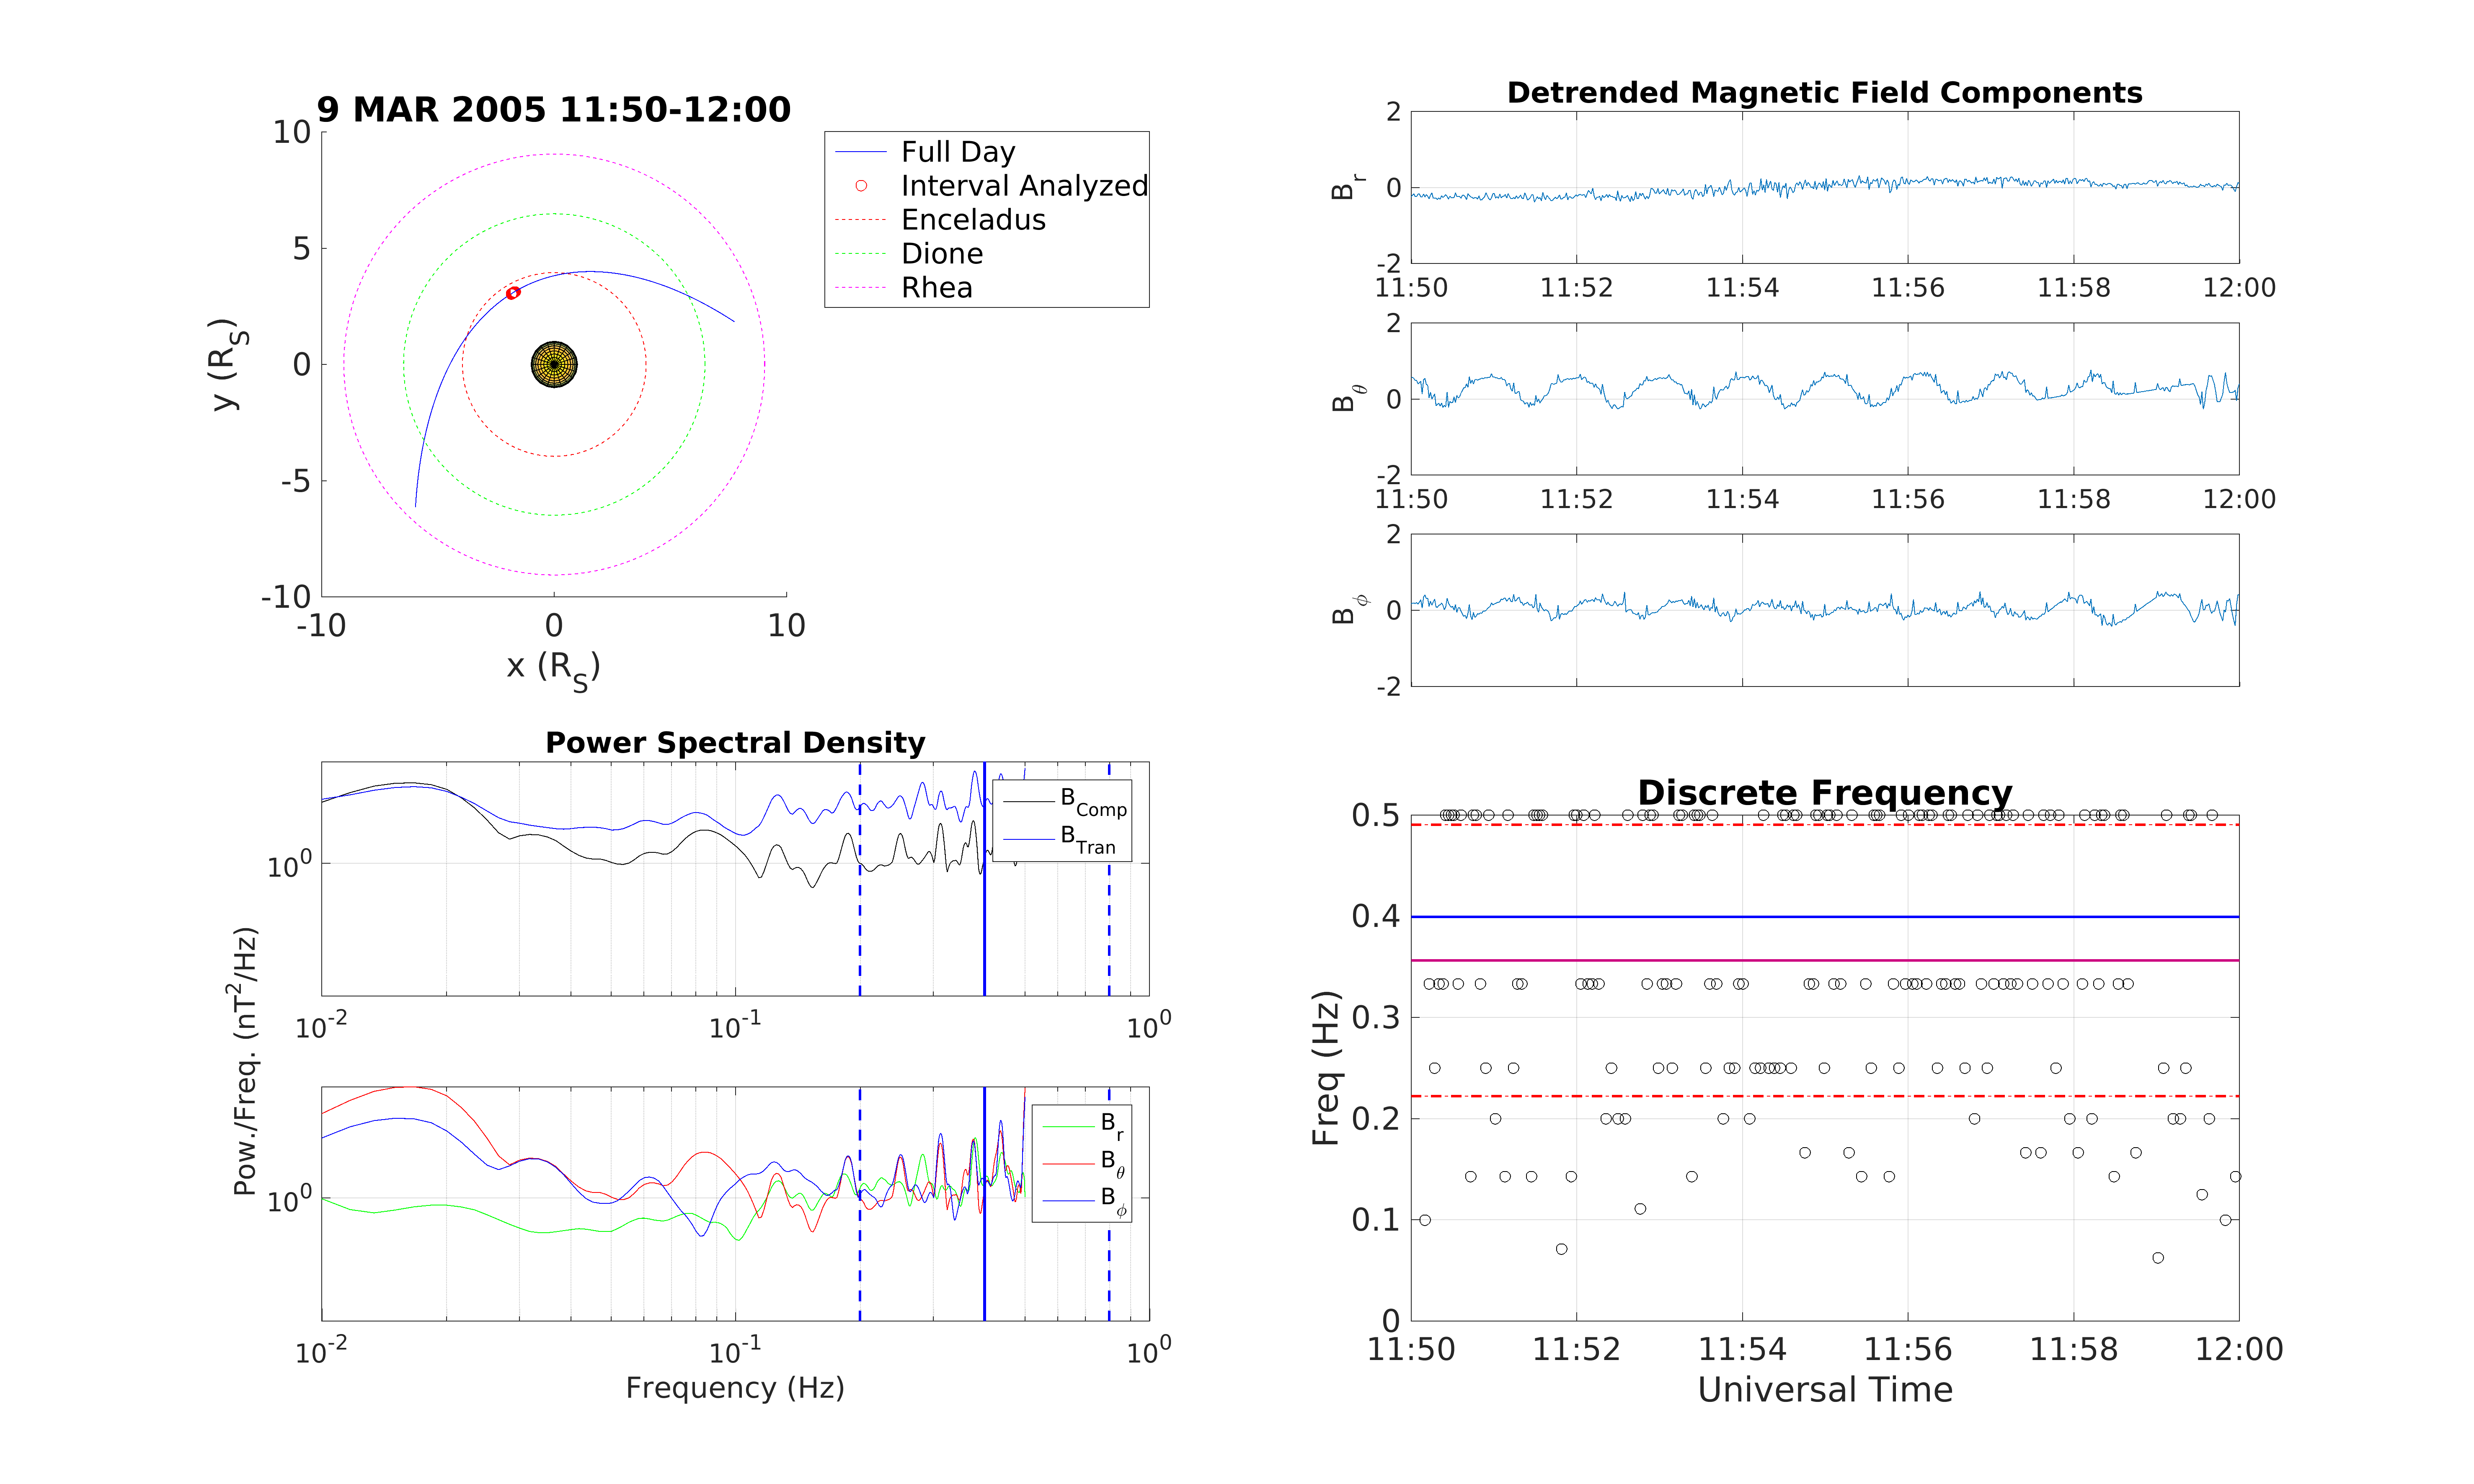 9 MAR 2005 11:50-12:00
10
5
0
-5
-10
-10 0 10
y (R_S)
x (R_S)
Full Day
Interval Analyzed
Enceladus
Dione
Rhea
Detrended Magnetic Field Components
2
0
-2
B_r
11:50 11:52 11:54 11:56 11:58 12:00
2
0
-2
B_θ
11:50 11:52 11:54 11:56 11:58 12:00
2
0
-2
B_ϕ
Power Spectral Density
10^0
B_Comp
B_Tran
10^-2 10^-1 10^0
Pow./Freq. (nT^2/Hz)
10^0
B_r
B_θ
B_ϕ
10^-2 10^-1 10^0
Frequency (Hz)
Discrete Frequency
0.5
0.4
0.3
0.2
0.1
0
Freq (Hz)
11:50 11:52 11:54 11:56 11:58 12:00
Universal Time